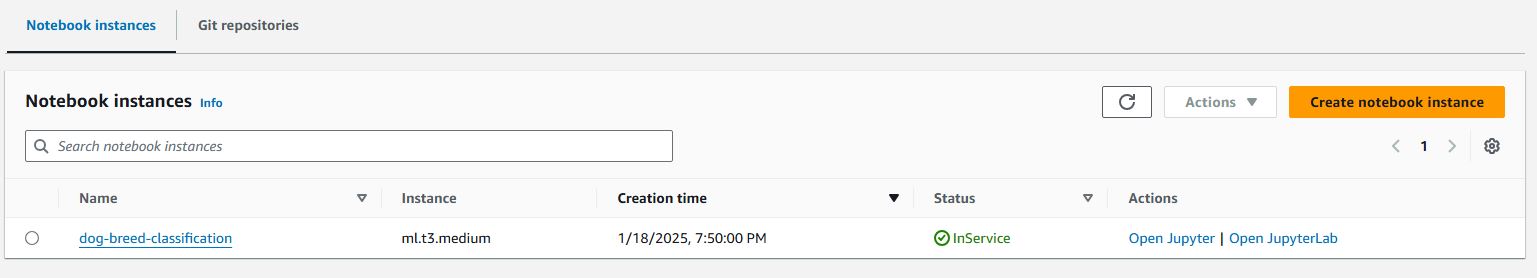 Notebook instances Git repositories
Notebook instances Info
Actions Create notebook instance
Search notebook instances
1
Name Instance Creation time Status Actions
dog-breed-classification ml.t3.medium 1/18/2025, 7:50:00 PM InService Open Jupyter | Open JupyterLab